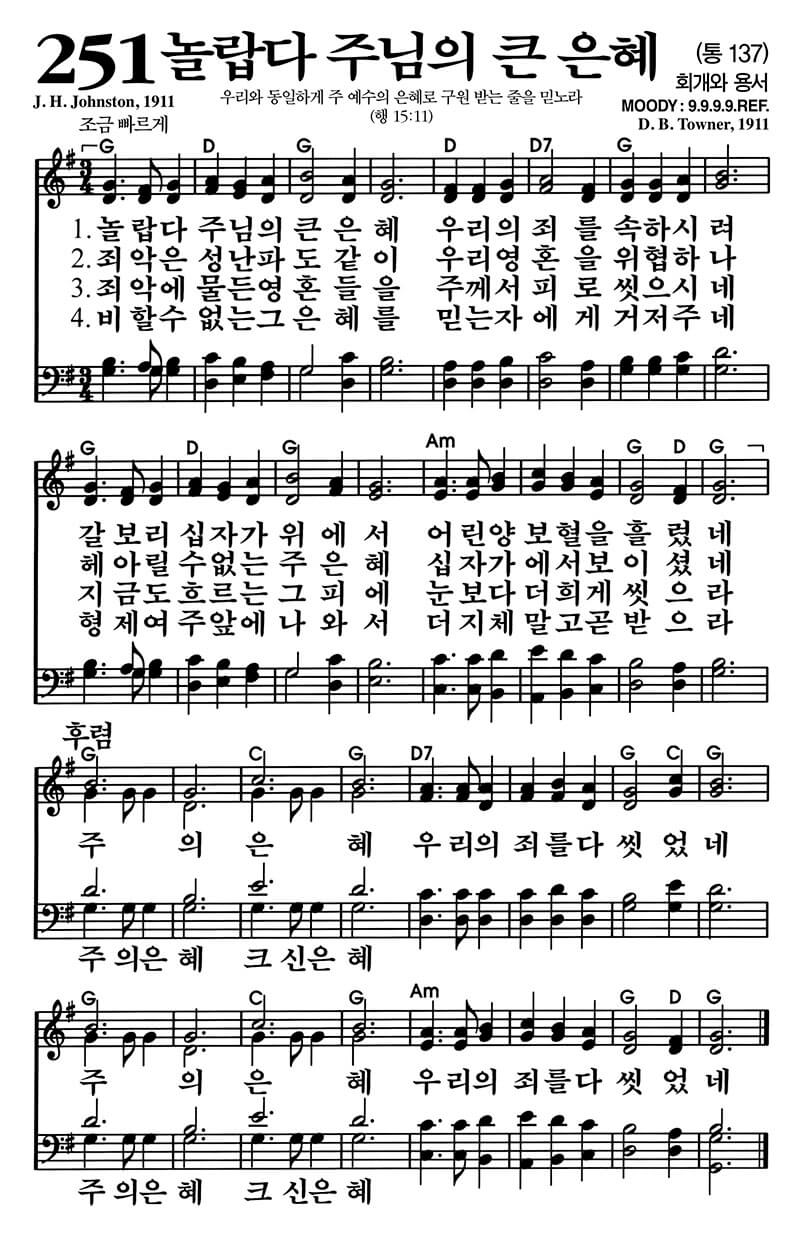 251 놀랍다 주님의 큰 은혜 (통 137)
회개와 용서
J. H. Johnston, 1911 우리와 동일하게 주 예수의 은혜로 구원 받는 줄을 믿노라 MOODY : 9.9.9.9.REF.
조금 빠르게 (행 15:11) D. B. Towner, 1911
G D G D D7 G
1. 놀랍다 주님의 큰 은혜 우리의 죄를 속하시려
2. 죄악은 성난파도같이 우리영혼을 위협하나
3. 죄악에 물든영혼들을 주께서 피로 씻으시네
4. 비할수 없는그은혜를 믿는자에게 거저주네
3 4
3 4
G D G Am G D G
갈보리 십자가 위에서 어린양 보혈을 흘렸네
헤아릴 수없는 주은혜 십자가에서보이셨네
지금도 흐르는 그피에 눈보다 더희게 씻으라
형제여 주앞에 나와서 더지체 말고곧 받으라
후렴
G C G D7 G C G
주의은혜 우리의 죄를다 씻었네
주의은혜 크신은혜
G C G Am G D G
주의은혜 우리의 죄를다 씻었네
주의은혜 크신은혜